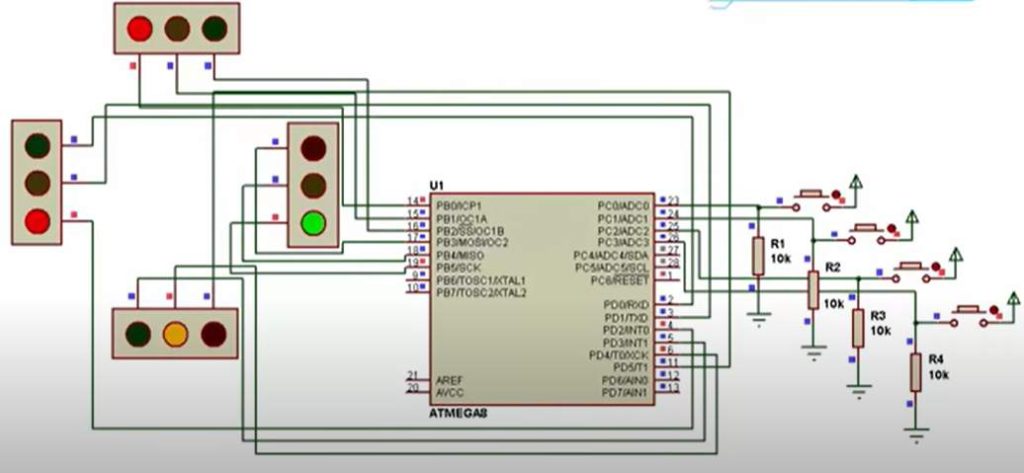 U1
14 PB0/ICP1
15 PB1/OC1A
16 PB2/SS/OC1B
17 PB3/MOSI/OC2
18 PB4/MISO
19 PB5/SCK
9 PB6/TOSC1/XTAL1
10 PB7/TOSC2/XTAL2
21 AREF
20 AVCC
PC0/ADC0 23
PC1/ADC1 24
PC2/ADC2 25
PC3/ADC3 26
PC4/ADC4/SDA 27
PC5/ADC5/SCL 28
PC6/RESET 1
PD0/RXD 2
PD1/TXD 3
PD2/INT0 4
PD3/INT1 5
PD4/T0/XCK 6
PD5/T1 11
PD6/AIN0 12
PD7/AIN1 13
ATMEGA8
R1
10k
R2
10k
R3
10k
R4
10k